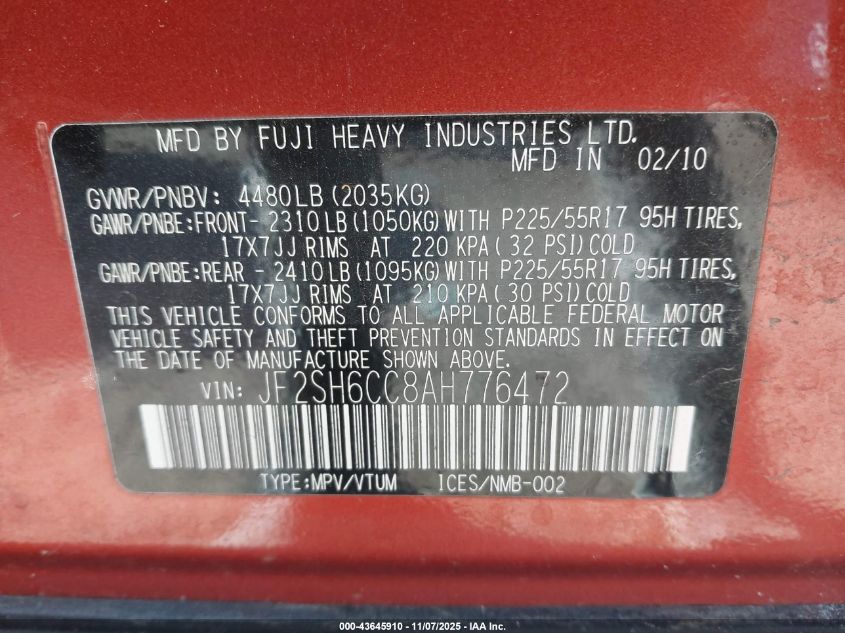 MFD BY FUJI HEAVY INDUSTRIES LTD.
MFD IN 02/10
GVWR/PNBV: 4480LB (2035KG)
GAWR/PNBE:FRONT- 2310LB (1050KG) WITH P225/55R17 95H TIRES,
17X7JJ RIMS AT 220 KPA ( 32 PSI) COLD
GAWR/PNBE:REAR - 2410LB (1095KG) WITH P225/55R17 95H TIRES,
17X7JJ RIMS AT 210 KPA ( 30 PSI) COLD
THIS VEHICLE CONFORMS TO ALL APPLICABLE FEDERAL MOTOR
VEHICLE SAFETY AND THEFT PREVENTION STANDARDS IN EFFECT ON
THE DATE OF MANUFACTURE SHOWN ABOVE.
VIN: JF2SH6CC8AH776472
TYPE:MPV/VTUM ICES/NMB-002
000-43645910 - 11/07/2025 - IAA Inc.